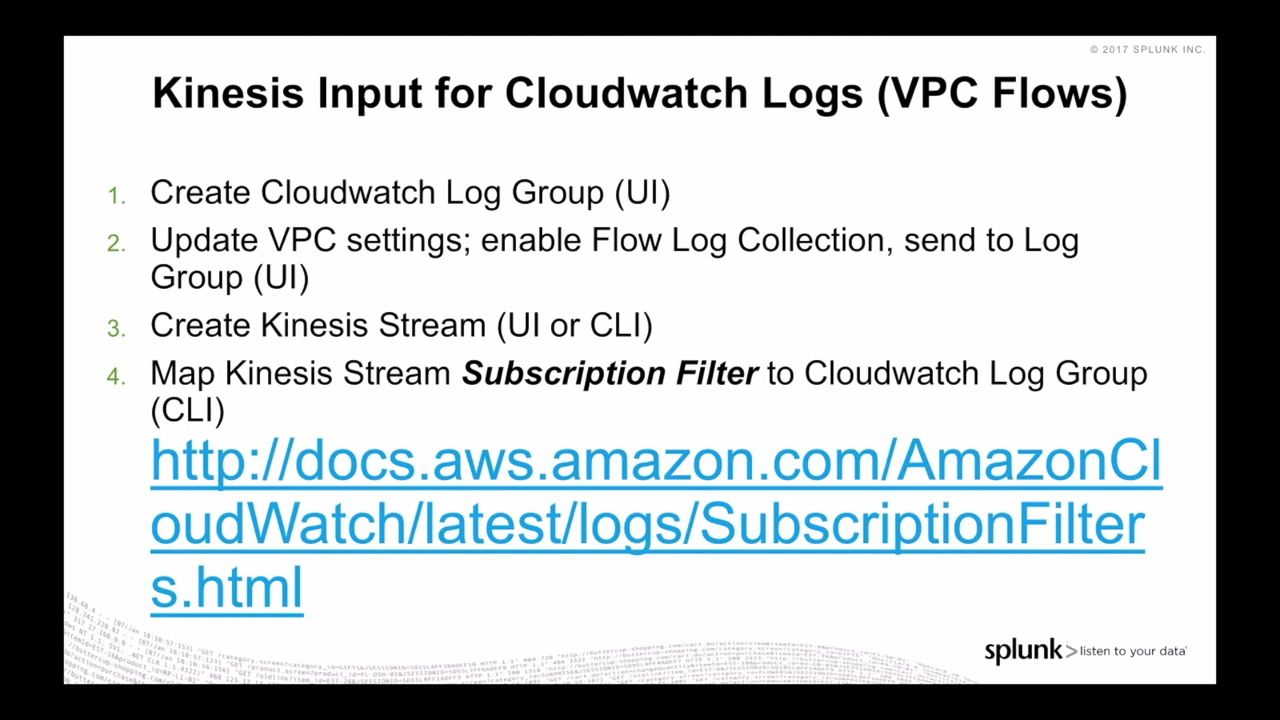 © 2017 SPLUNK INC.
Kinesis Input for Cloudwatch Logs (VPC Flows)
1. Create Cloudwatch Log Group (UI)
2. Update VPC settings; enable Flow Log Collection, send to Log
Group (UI)
3. Create Kinesis Stream (UI or CLI)
4. Map Kinesis Stream Subscription Filter to Cloudwatch Log Group
(CLI)
http://docs.aws.amazon.com/AmazonCl
oudWatch/latest/logs/SubscriptionFilter
s.html
splunk> listen to your data